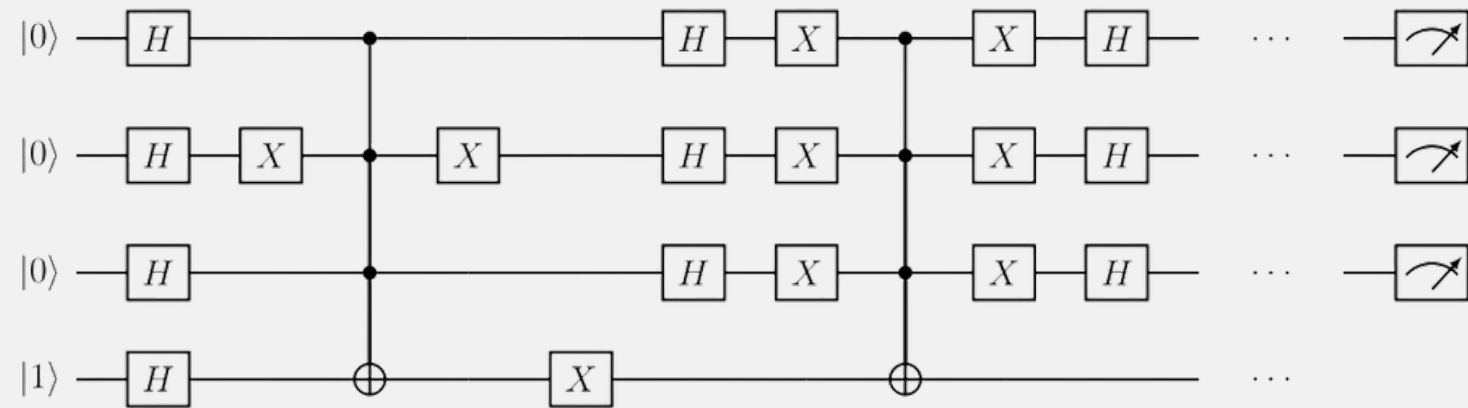 |0⟩ H H X X H ···
|0⟩ H X X H X X H ···
|0⟩ H H X X H ···
|1⟩ H X ···